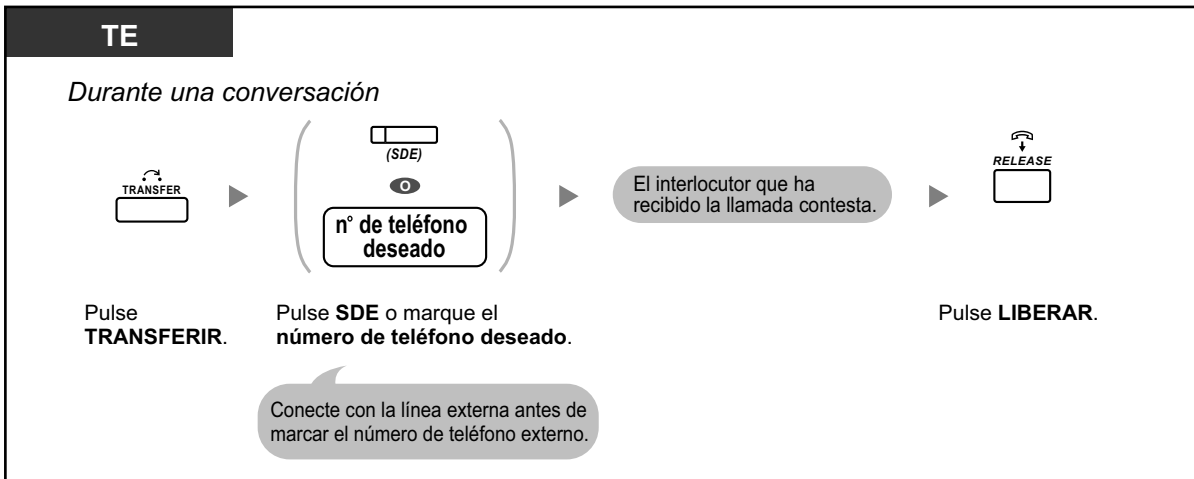 TE
Durante una conversación
TRANSFER
(SDE)
O
n° de teléfono
deseado
El interlocutor que ha
recibido la llamada contesta.
RELEASE
Pulse
TRANSFERIR.
Pulse SDE o marque el
número de teléfono deseado.
Pulse LIBERAR.
Conecte con la línea externa antes de
marcar el número de teléfono externo.